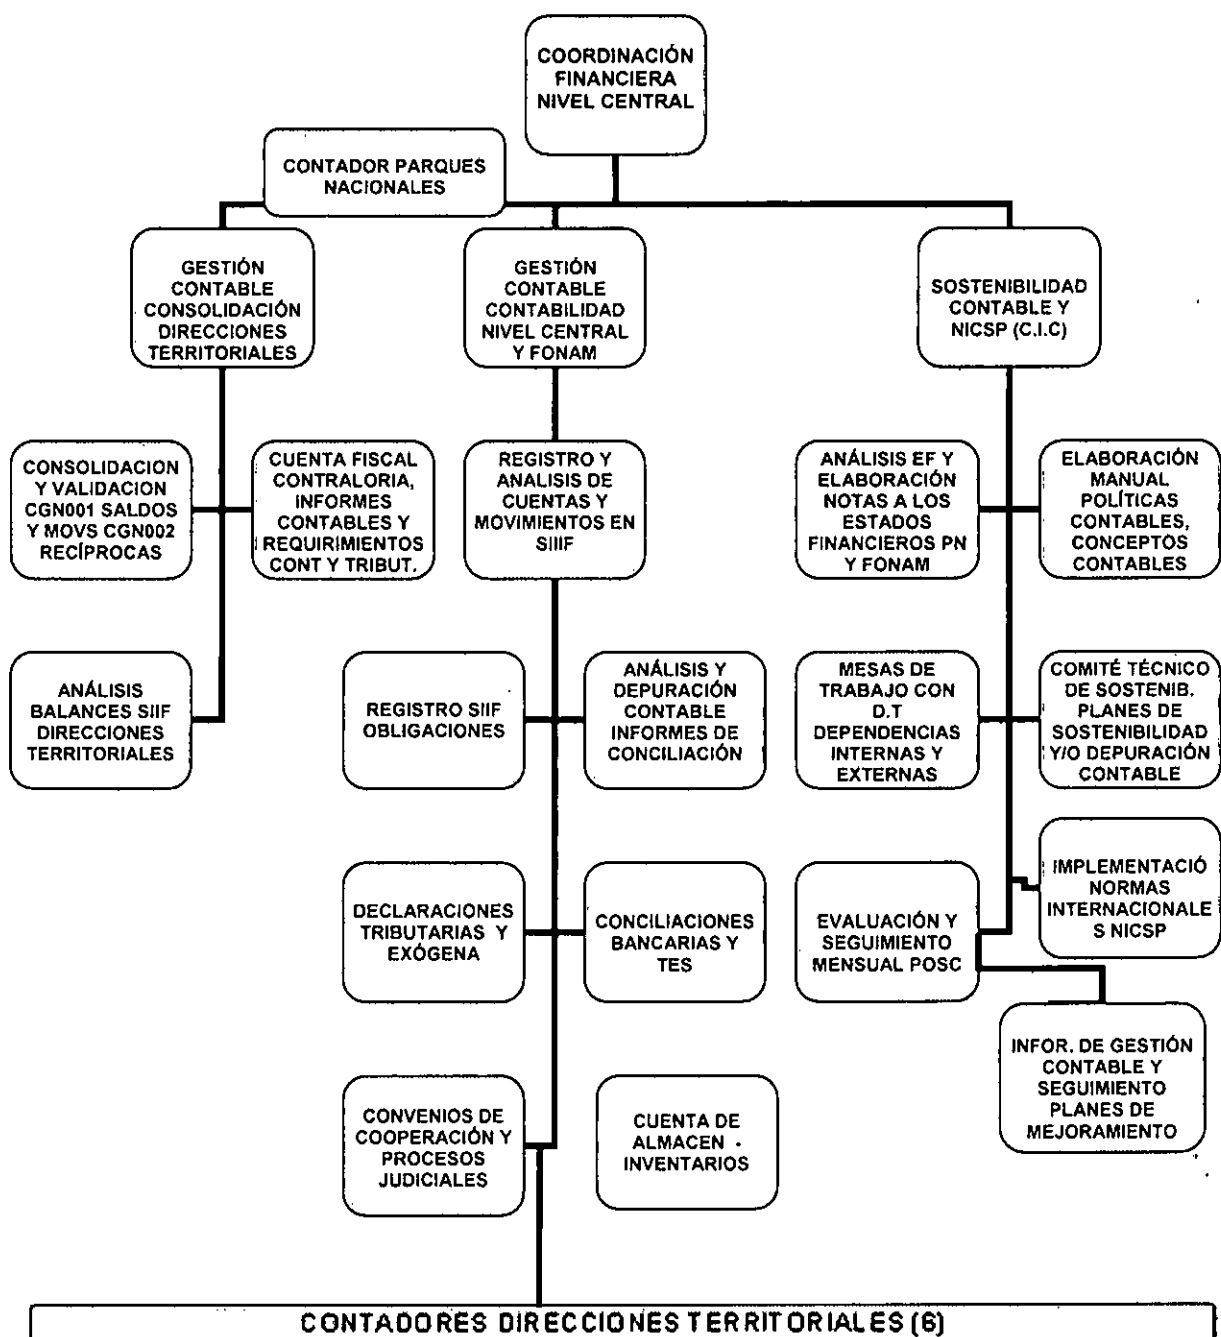 COORDINACIÓN
FINANCIERA
NIVEL CENTRAL
CONTADOR PARQUES
NACIONALES
GESTIÓN
CONTABLE
CONSOLIDACIÓN
DIRECCIONES
TERRITORIALES
GESTIÓN
CONTABLE
CONTABILIDAD
NIVEL CENTRAL
Y FONAM
SOSTENIBILIDAD
CONTABLE Y
NICSP (C.I.C)
CONSOLIDACION
Y VALIDACION
CGN001 SALDOS
Y MOVS CGN002
RECÍPROCAS
CUENTA FISCAL
CONTRALORIA,
INFORMES
CONTABLES Y
REQUIRIMIENTOS
CONT Y TRIBUT.
REGISTRO Y
ANALISIS DE
CUENTAS Y
MOVIMIENTOS EN
SIIIF
ANÁLISIS EF Y
ELABORACIÓN
NOTAS A LOS
ESTADOS
FINANCIEROS PN
Y FONAM
ELABORACIÓN
MANUAL
POLÍTICAS
CONTABLES,
CONCEPTOS
CONTABLES
ANÁLISIS
BALANCES SIIF
DIRECCIONES
TERRITORIALES
REGISTRO SIIF
OBLIGACIONES
ANÁLISIS Y
DEPURACIÓN
CONTABLE
INFORMES DE
CONCILIACIÓN
MESAS DE
TRABAJO CON
D.T
DEPENDENCIAS
INTERNAS Y
EXTERNAS
COMITÉ TÉCNICO
DE SOSTENIB.
PLANES DE
SOSTENIBILIDAD
Y/O DEPURACIÓN
CONTABLE
DECLARACIONES
TRIBUTARIAS Y
EXÓGENA
CONCILIACIONES
BANCARIAS Y
TES
EVALUACIÓN Y
SEGUIMIENTO
MENSUAL POSC
IMPLEMENTACIÓ
NORMAS
INTERNACIONALE
S NICSP
INFOR. DE GESTIÓN
CONTABLE Y
SEGUIMIENTO
PLANES DE
MEJORAMIENTO
CONVENIOS DE
COOPERACIÓN Y
PROCESOS
JUDICIALES
CUENTA DE
ALMACEN -
INVENTARIOS
CONTADORES DIRECCIONES TERRITORIALES (6)